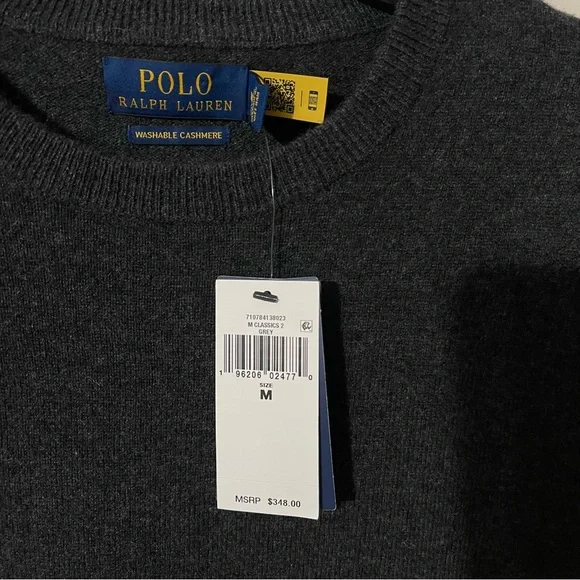 POLO
RALPH LAUREN
WASHABLE CASHMERE
710784138023
M CLASSICS 2
GREY
1 96206 02477 0
SIZE
M
MSRP $348.00